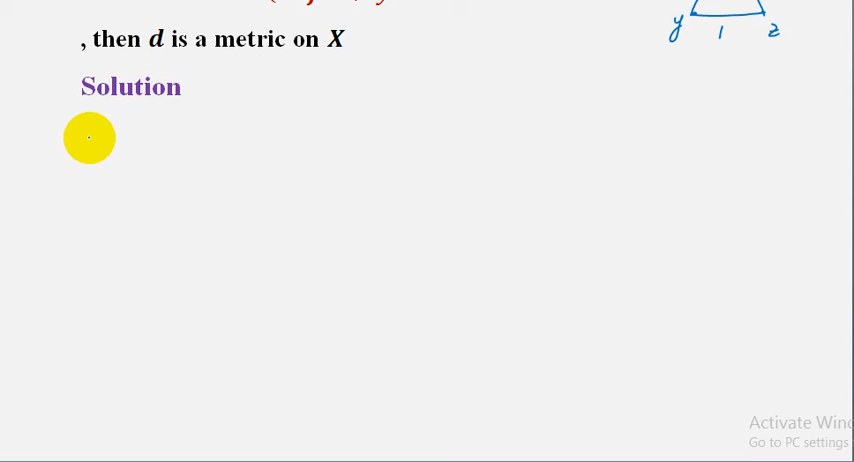 y 1 z
, then d is a metric on X
Solution
Activate Wind
Go to PC settings